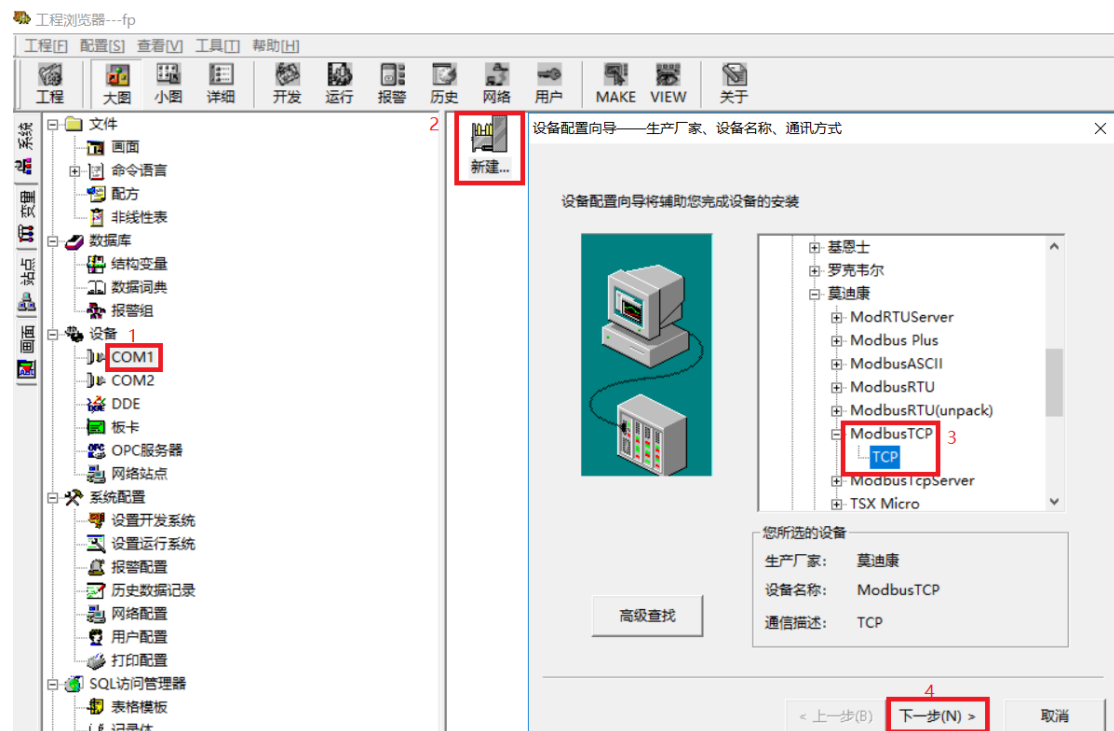 工程浏览器---fp
工程[F] 配置[S] 查看[V] 工具[T] 帮助[H]
工程 大图 小图 详细 开发 运行 报警 历史 网络 用户 MAKE VIEW 关于
系统
变量
站点
画面
文件
画面
命令语言
配方
非线性表
数据库
结构变量
数据词典
报警组
设备
1
COM1
COM2
DDE
板卡
OPC服务器
网络站点
系统配置
设置开发系统
设置运行系统
报警配置
历史数据记录
网络配置
用户配置
打印配置
SQL访问管理器
表格模板
记录体
2
新建...
设备配置向导——生产厂家、设备名称、通讯方式
设备配置向导将辅助您完成设备的安装
基恩士
罗克韦尔
莫迪康
ModRTUServer
Modbus Plus
ModbusASCII
ModbusRTU
ModbusRTU(unpack)
ModbusTCP 3
TCP
ModbusTcpServer
TSX Micro
您所选的设备
生产厂家: 莫迪康
设备名称: ModbusTCP
通信描述: TCP
高级查找
4
< 上一步(B) 下一步(N) > 取消